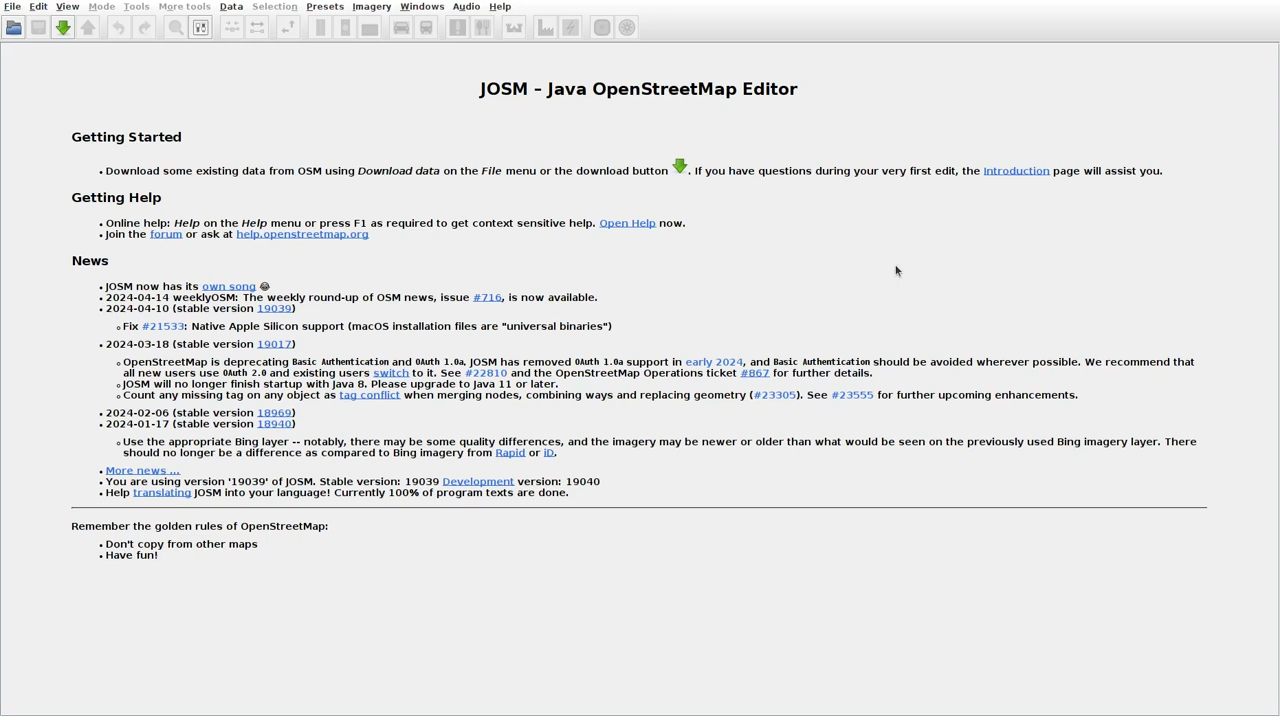 File Edit View Mode Tools More tools Data Selection Presets Imagery Windows Audio Help
JOSM – Java OpenStreetMap Editor
Getting Started
• Download some existing data from OSM using Download data on the File menu or the download button . If you have questions during your very first edit, the Introduction page will assist you.
Getting Help
• Online help: Help on the Help menu or press F1 as required to get context sensitive help. Open Help now.
• Join the forum or ask at help.openstreetmap.org
News
• JOSM now has its own song 😂
• 2024-04-14 weeklyOSM: The weekly round-up of OSM news, issue #716, is now available.
• 2024-04-10 (stable version 19039)
◦ Fix #21533: Native Apple Silicon support (macOS installation files are "universal binaries")
• 2024-03-18 (stable version 19017)
◦ OpenStreetMap is deprecating Basic Authentication and OAuth 1.0a. JOSM has removed OAuth 1.0a support in early 2024, and Basic Authentication should be avoided wherever possible. We recommend that
all new users use OAuth 2.0 and existing users switch to it. See #22810 and the OpenStreetMap Operations ticket #867 for further details.
◦ JOSM will no longer finish startup with Java 8. Please upgrade to Java 11 or later.
◦ Count any missing tag on any object as tag conflict when merging nodes, combining ways and replacing geometry (#23305). See #23555 for further upcoming enhancements.
• 2024-02-06 (stable version 18969)
• 2024-01-17 (stable version 18940)
◦ Use the appropriate Bing layer -- notably, there may be some quality differences, and the imagery may be newer or older than what would be seen on the previously used Bing imagery layer. There
should no longer be a difference as compared to Bing imagery from Rapid or iD.
• More news ...
• You are using version '19039' of JOSM. Stable version: 19039 Development version: 19040
• Help translating JOSM into your language! Currently 100% of program texts are done.
Remember the golden rules of OpenStreetMap:
• Don't copy from other maps
• Have fun!